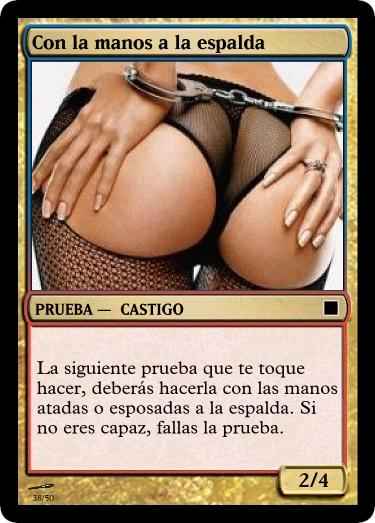 Con la manos a la espalda
PRUEBA — CASTIGO
La siguiente prueba que te toque
hacer, deberás hacerla con las manos
atadas o esposadas a la espalda. Si
no eres capaz, fallas la prueba.
2/4
38/50